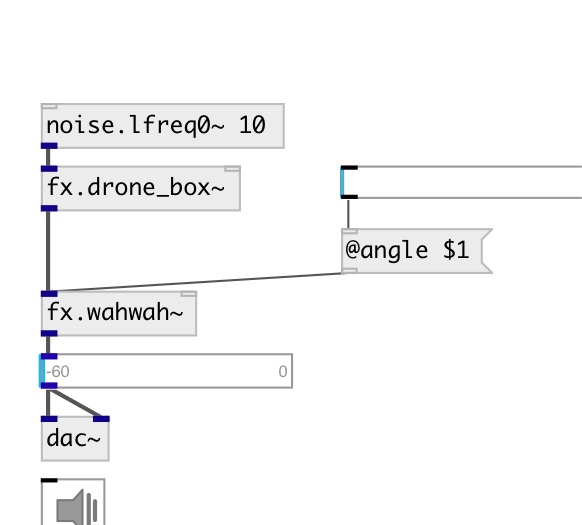 noise.lfreq0~ 10
fx.drone_box~
@angle $1
fx.wahwah~
-60 0
dac~